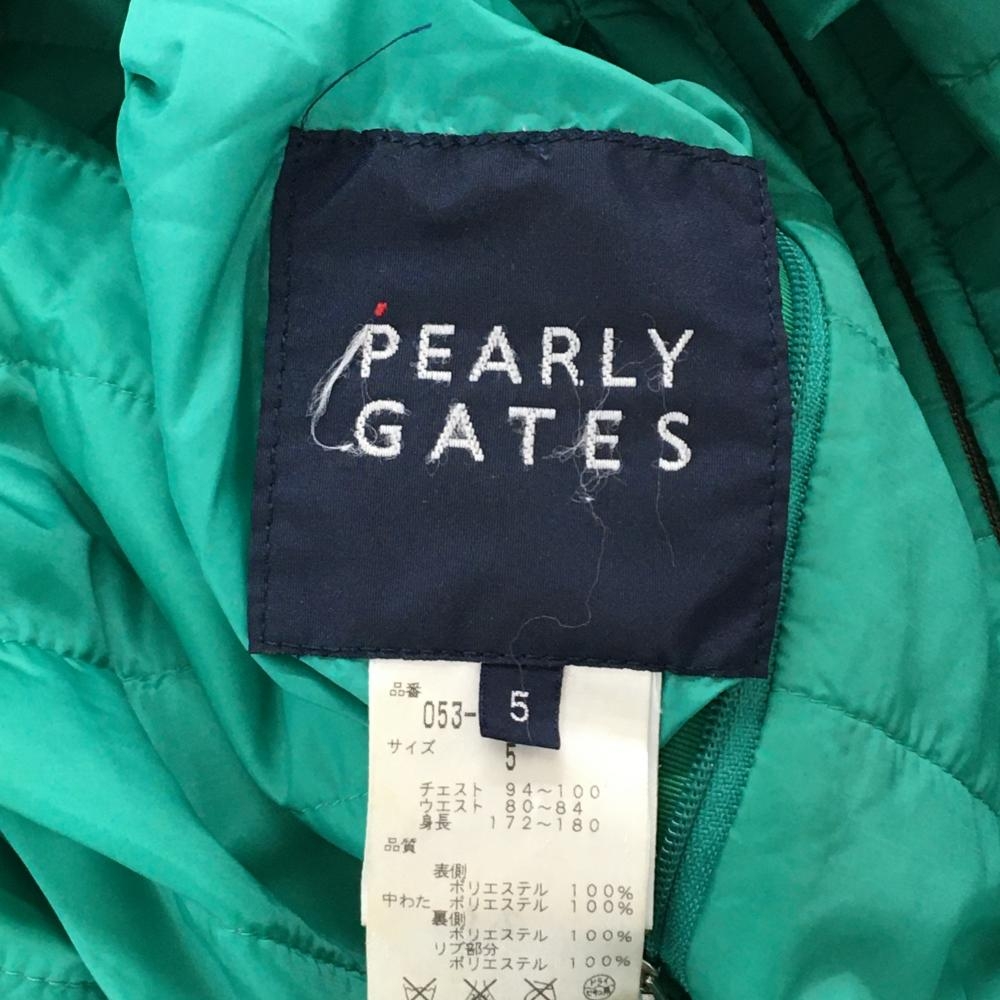 PEARLY
GATES
5
品番
053-
サイズ
5
チェスト 94~100
ウエスト 80~84
身長 172~180
品質
表側
ポリエステル 100%
中わた ポリエステル 100%
裏側
ポリエステル 100%
リブ部分
ポリエステル 100%
ドライ